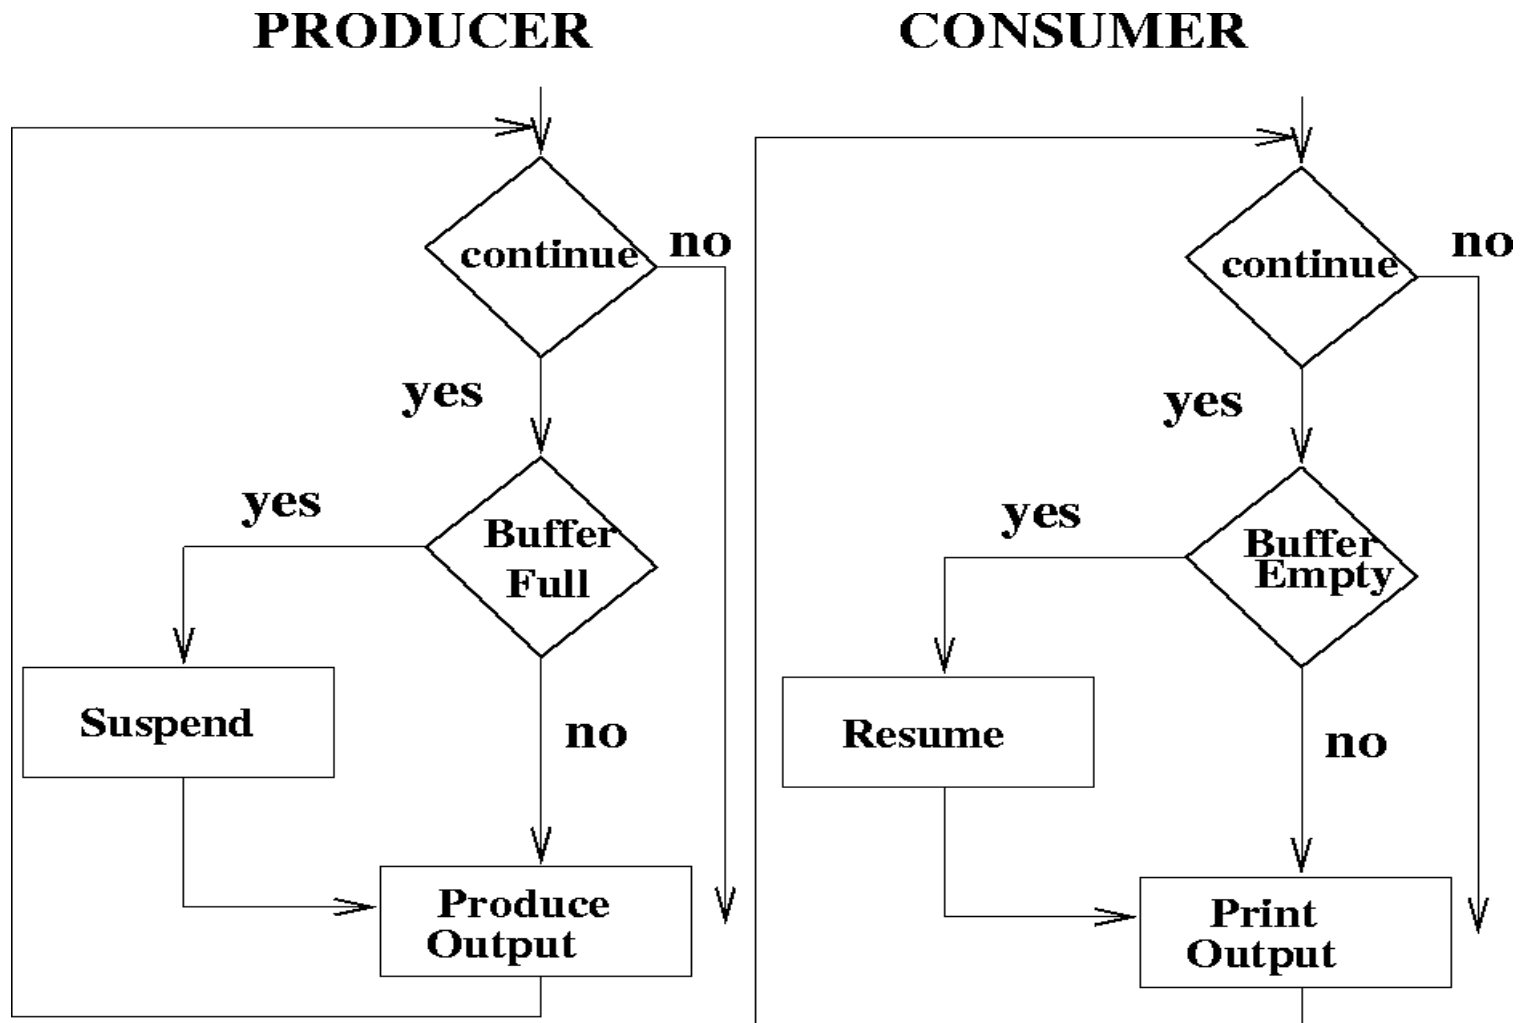 PRODUCER
continue
no
yes
yes
Buffer
Full
Suspend
no
Produce
Output
CONSUMER
continue
no
yes
yes
Buffer
Empty
Resume
no
Print
Output